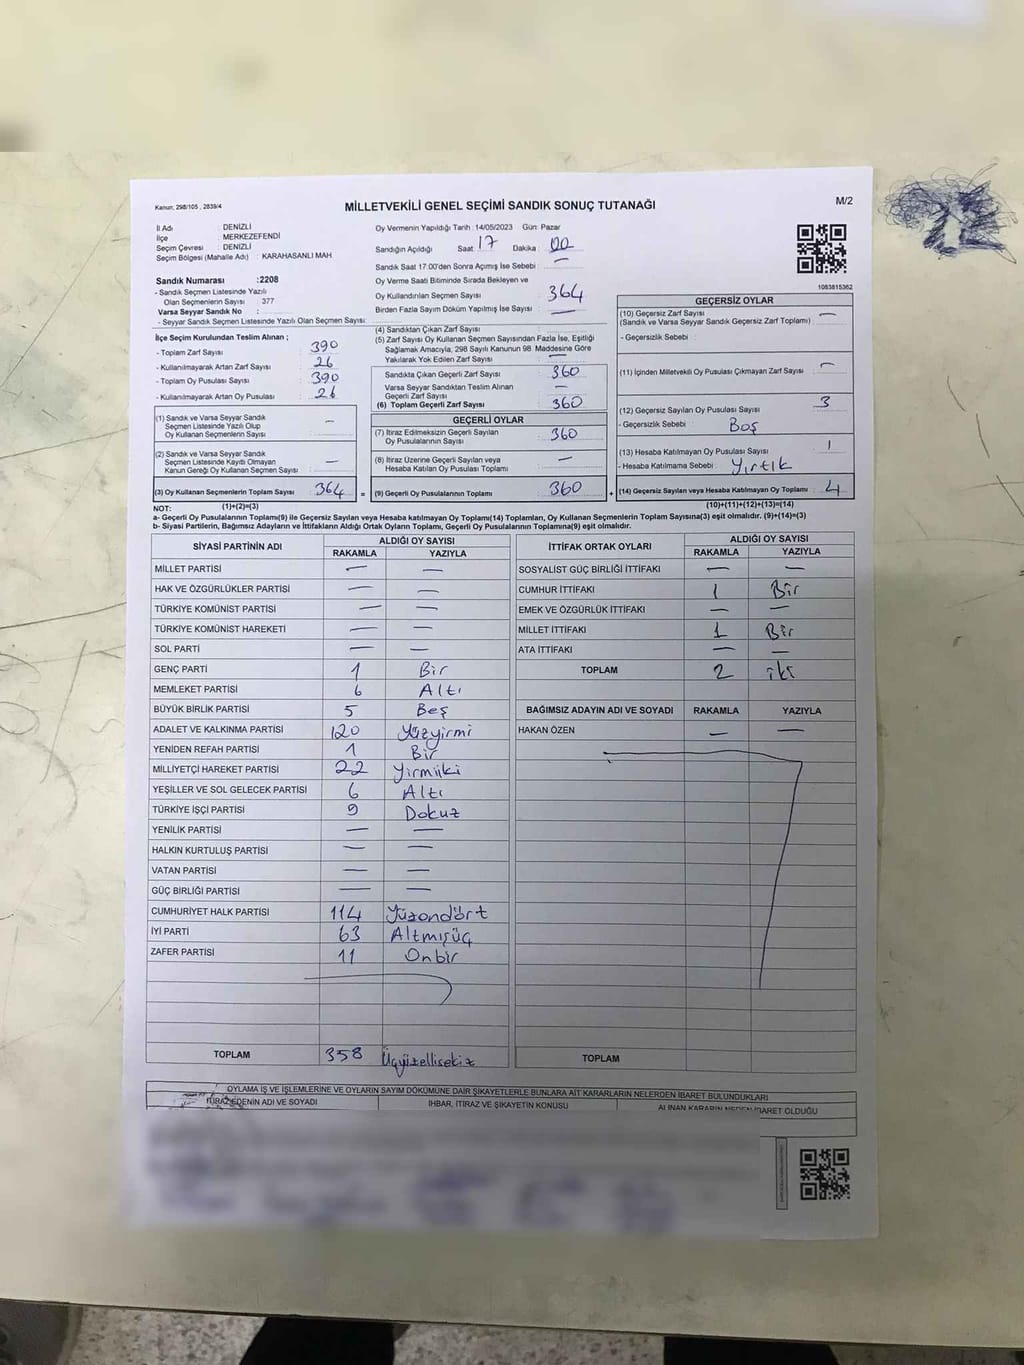 Kanun; 298/105 , 2839/4
MİLLETVEKİLİ GENEL SEÇİMİ SANDIK SONUÇ TUTANAĞI
M/2
İl Adı : DENİZLİ
İlçe : MERKEZEFENDİ
Seçim Çevresi : DENİZLİ
Seçim Bölgesi (Mahalle Adı) : KARAHASANLI MAH
Sandık Numarası :2208
- Sandık Seçmen Listesinde Yazılı
Olan Seçmenlerin Sayısı : 377
Varsa Seyyar Sandık No :
- Seyyar Sandık Seçmen Listesinde Yazılı Olan Seçmen Sayısı:
İlçe Seçim Kurulundan Teslim Alınan ;
- Toplam Zarf Sayısı : 390
- Kullanılmayarak Artan Zarf Sayısı : 26
- Toplam Oy Pusulası Sayısı : 390
- Kullanılmayarak Artan Oy Pusulası : 26
Oy Vermenin Yapıldığı Tarih : 14/05/2023 Gün: Pazar
Sandığın Açıldığı Saat : 17 Dakika : 00
Sandık Saat 17.00'den Sonra Açımış İse Sebebi : —
Oy Verme Saati Bitiminde Sırada Bekleyen ve
Oy Kullandırılan Seçmen Sayısı : 364
Birden Fazla Sayım Döküm Yapılmış İse Sayısı : —
(4) Sandıktan Çıkan Zarf Sayısı :
(5) Zarf Sayısı Oy Kullanan Seçmen Sayısından Fazla İse, Eşitliği
Sağlamak Amacıyla, 298 Sayılı Kanunun 98. Maddesine Göre
Yakılarak Yok Edilen Zarf Sayısı : —
Sandıkta Çıkan Geçerli Zarf Sayısı : 360
Varsa Seyyar Sandıktan Teslim Alınan
Geçerli Zarf Sayısı : —
(6) Toplam Geçerli Zarf Sayısı : 360
1083815362
GEÇERSİZ OYLAR
(10) Geçersiz Zarf Sayısı : —
(Sandık ve Varsa Seyyar Sandık Geçersiz Zarf Toplamı)
- Geçersizlik Sebebi :
(11) İçinden Milletvekili Oy Pusulası Çıkmayan Zarf Sayısı : —
(12) Geçersiz Sayılan Oy Pusulası Sayısı : 3
- Geçersizlik Sebebi : Boş
(13) Hesaba Katılmayan Oy Pusulası Sayısı : 1
- Hesaba Katılmama Sebebi : Yırtık
(14) Geçersiz Sayılan veya Hesaba Katılmayan Oy Toplamı : 4
(1) Sandık ve Varsa Seyyar Sandık
Seçmen Listesinde Yazılı Olup
Oy Kullanan Seçmenlerin Sayısı : —
(2) Sandık ve Varsa Seyyar Sandık
Seçmen Listesinde Kayıtlı Olmayan
Kanun Gereği Oy Kullanan Seçmen Sayısı : —
(3) Oy Kullanan Seçmenlerin Toplam Sayısı : 364 =
GEÇERLİ OYLAR
(7) İtiraz Edilmeksizin Geçerli Sayılan
Oy Pusulalarının Sayısı : 360
(8) İtiraz Üzerine Geçerli Sayılan veya
Hesaba Katılan Oy Pusulası Toplamı : —
(9) Geçerli Oy Pusulalarının Toplamı : 360 +
NOT: (1)+(2)=(3) (10)+(11)+(12)+(13)=(14)
a- Geçerli Oy Pusulalarının Toplamı(9) ile Geçersiz Sayılan veya Hesaba katılmayan Oy Toplamı(14) Toplamları, Oy Kullanan Seçmenlerin Toplam Sayısına(3) eşit olmalıdır. (9)+(14)=(3)
b- Siyasi Partilerin, Bağımsız Adayların ve İttifakların Aldığı Ortak Oyların Toplamı, Geçerli Oy Pusulalarının Toplamına(9) eşit olmalıdır.
SİYASİ PARTİNİN ADI ALDIĞI OY SAYISI
RAKAMLA YAZIYLA
MİLLET PARTİSİ — —
HAK VE ÖZGÜRLÜKLER PARTİSİ — —
TÜRKİYE KOMÜNİST PARTİSİ — —
TÜRKİYE KOMÜNİST HAREKETİ — —
SOL PARTİ — —
GENÇ PARTİ 1 Bir
MEMLEKET PARTİSİ 6 Altı
BÜYÜK BİRLİK PARTİSİ 5 Beş
ADALET VE KALKINMA PARTİSİ 120 Yüzyirmi
YENİDEN REFAH PARTİSİ 1 Bir
MİLLİYETÇİ HAREKET PARTİSİ 22 Yirmiiki
YEŞİLLER VE SOL GELECEK PARTİSİ 6 Altı
TÜRKİYE İŞÇİ PARTİSİ 9 Dokuz
YENİLİK PARTİSİ — —
HALKIN KURTULUŞ PARTİSİ — —
VATAN PARTİSİ — —
GÜÇ BİRLİĞİ PARTİSİ — —
CUMHURİYET HALK PARTİSİ 114 Yüzondört
İYİ PARTİ 63 Altmışüç
ZAFER PARTİSİ 11 Onbir
TOPLAM 358 Üçyüzellisekiz
İTTİFAK ORTAK OYLARI ALDIĞI OY SAYISI
RAKAMLA YAZIYLA
SOSYALİST GÜÇ BİRLİĞİ İTTİFAKI — —
CUMHUR İTTİFAKI 1 Bir
EMEK VE ÖZGÜRLÜK İTTİFAKI — —
MİLLET İTTİFAKI 1 Bir
ATA İTTİFAKI — —
TOPLAM 2 iki
BAĞIMSIZ ADAYIN ADI VE SOYADI RAKAMLA YAZIYLA
HAKAN ÖZEN — —
TOPLAM
OYLAMA İŞ VE İŞLEMLERİNE VE OYLARIN SAYIM DÖKÜMÜNE DAİR ŞİKAYETLERLE BUNLARA AİT KARARLARIN NELERDEN İBARET BULUNDUKLARI
İTİRAZ EDENİN ADI VE SOYADI
İHBAR, İTİRAZ VE ŞİKAYETİN KONUSU
ALINAN KARARIN NEDEN İBARET OLDUĞU